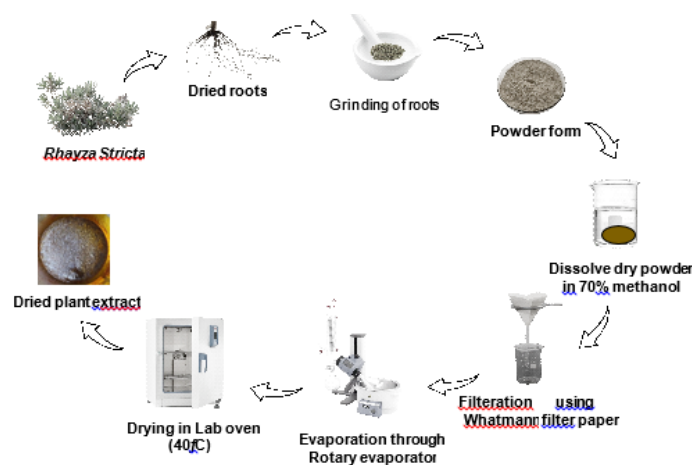 Rhayza Stricta
Dried roots
Grinding of roots
Powder form
Dissolve dry powder
in 70% methanol
Filteration using
Whatmann filter paper
Evaporation through
Rotary evaporator
Drying in Lab oven
(40ƒC)
Dried plant extract